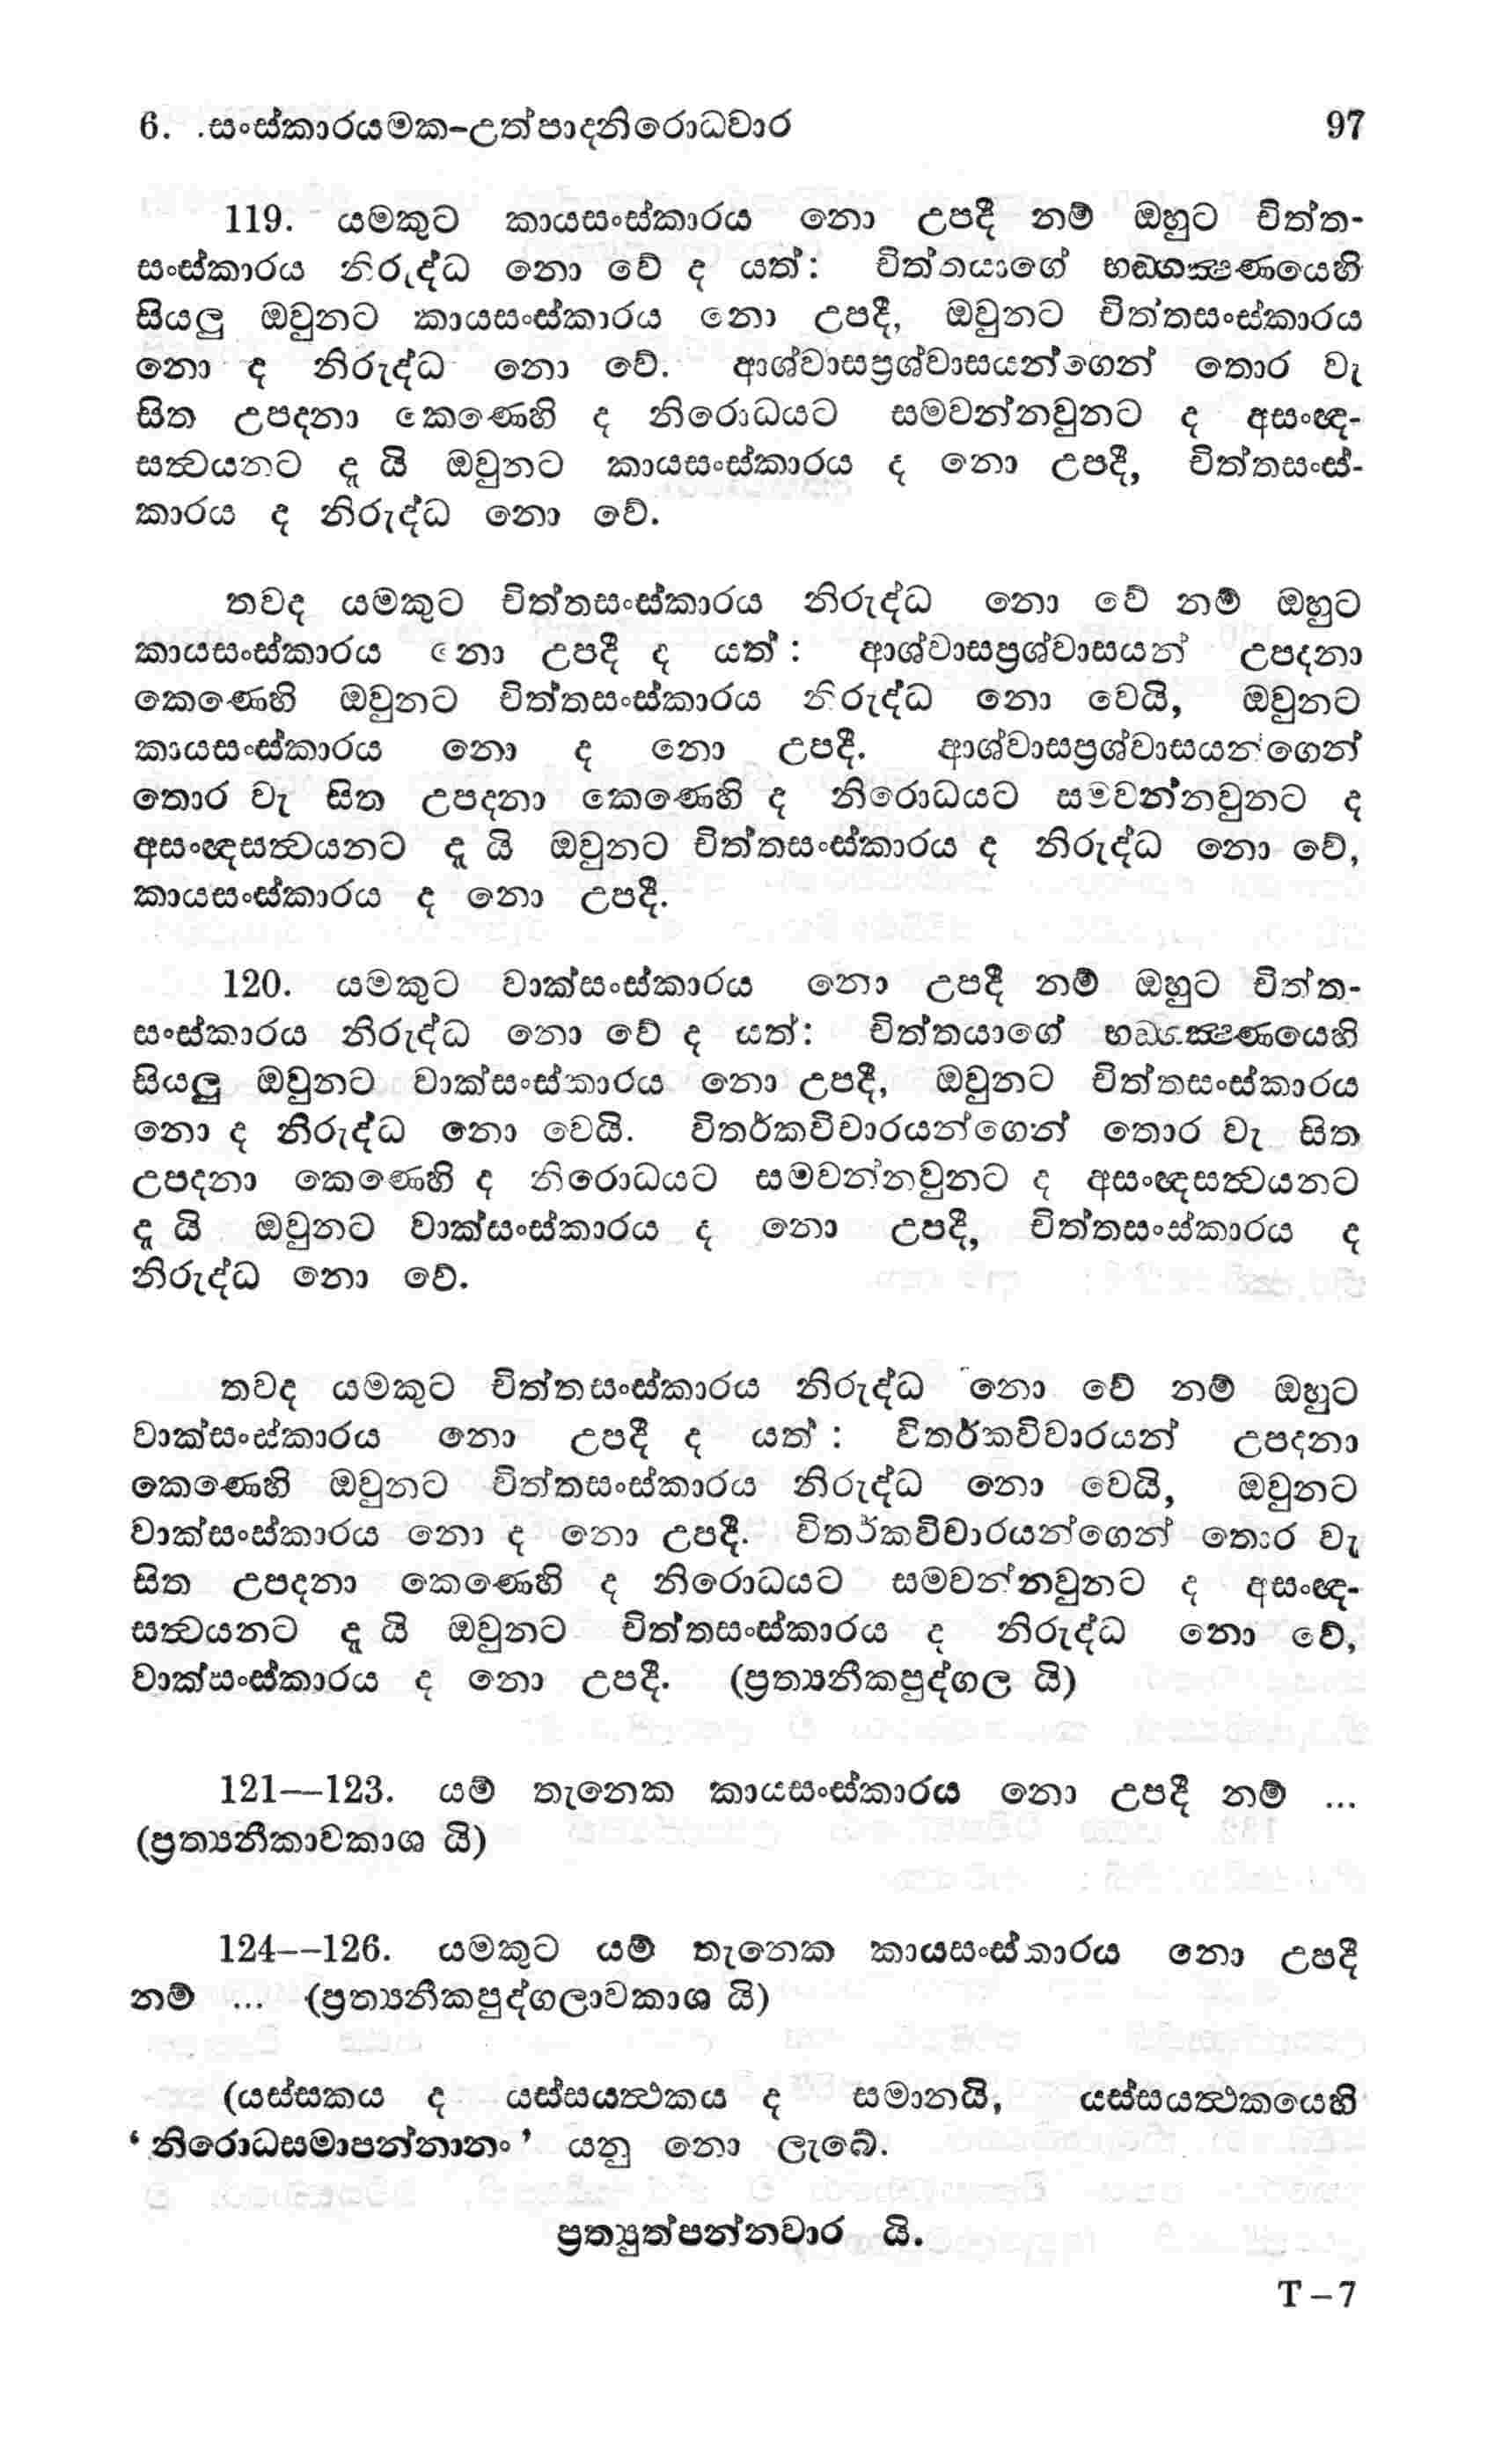 6. සංස්කාරයමක-උත්පාදනිරොධවාර 97
119. යමකුට කායසංස්කාරය නො උපදී නම් ඔහුට චිත්ත-
සංස්කාරය නිරුද්ධ නො වේ ද යත්: චිත්තයාගේ භඞ්ගක්‍ෂණයෙහි
සියලු ඔවුනට කායසංස්කාරය නො උපදී, ඔවුනට චිත්තසංස්කාරය
නො ද නිරුද්ධ නො වේ. ආශ්වාසප්‍රශ්වාසයන්ගෙන් තොර වැ
සිත උපදනා කෙණෙහි ද නිරොධයට සමවන්නවුනට ද අසංඥ-
සත්‍වයනට දැ යි ඔවුනට කායසංස්කාරය ද නො උපදී, චිත්තසංස්-
කාරය ද නිරුද්ධ නො වේ.
තවද යමකුට චිත්තසංස්කාරය නිරුද්ධ නො වේ නම් ඔහුට
කායසංස්කාරය නො උපදී ද යත් : ආශ්වාසප්‍රශ්වාසයන් උපදනා
කෙණෙහි ඔවුනට චිත්තසංස්කාරය නිරුද්ධ නො වෙයි, ඔවුනට
කායසංස්කාරය නො ද නො උපදී. ආශ්වාසප්‍රශ්වාසයන්ගෙන්
තොර වැ සිත උපදනා කෙණෙහි ද නිරොධයට සමවන්නවුනට ද
අසංඥසත්‍වයනට දැ යි ඔවුනට චිත්තසංස්කාරය ද නිරුද්ධ නො වේ,
කායසංස්කාරය ද නො උපදී.
120. යමකුට වාක්සංස්කාරය නො උපදී නම් ඔහුට චිත්ත-
සංස්කාරය නිරුද්ධ නො වේ ද යත්: චිත්තයාගේ භඞ්ගක්‍ෂණයෙහි
සියලු ඔවුනට වාක්සංස්කාරය නො උපදී, ඔවුනට චිත්තසංස්කාරය
නො ද නිරුද්ධ නො වෙයි. විතර්කවිචාරයන්ගෙන් තොර වැ සිත
උපදනා කෙණෙහි ද නිරොධයට සමවන්නවුනට ද අසංඥසත්‍වයනට
දැ යි ඔවුනට වාක්සංස්කාරය ද නො උපදී, චිත්තසංස්කාරය ද
නිරුද්ධ නො වේ.
තවද යමකුට චිත්තසංස්කාරය නිරුද්ධ නො වේ නම් ඔහුට
වාක්සංස්කාරය නො උපදී ද යත් : විතර්කවිචාරයන් උපදනා
කෙණෙහි ඔවුනට චිත්තසංස්කාරය නිරුද්ධ නො වෙයි, ඔවුනට
වාක්සංස්කාරය නො ද නො උපදී. විතර්කවිචාරයන්ගෙන් තොර වැ
සිත උපදනා කෙණෙහි ද නිරොධයට සමවන්නවුනට ද අසංඥ-
සත්‍වයනට දැ යි ඔවුනට චිත්තසංස්කාරය ද නිරුද්ධ නො වේ,
වාක්සංස්කාරය ද නො උපදී. (ප්‍රත්‍යනීකපුද්ගල යි)
121—123. යම් තැනෙක කායසංස්කාරය නො උපදී නම් ...
(ප්‍රත්‍යනීකාවකාශ යි)
124--126. යමකුට යම් තැනෙක කායසංස්කාරය නො උපදී
නම් ... (ප්‍රත්‍යනීකපුද්ගලාවකාශ යි)
(යස්සකය ද යස්සයත්‍ථකය ද සමානයි, යස්සයත්‍ථකයෙහි
‘නිරොධසමාපන්නානං’ යනු නො ලැබේ.
ප්‍රත්‍යුත්පන්නවාර යි.
T – 7